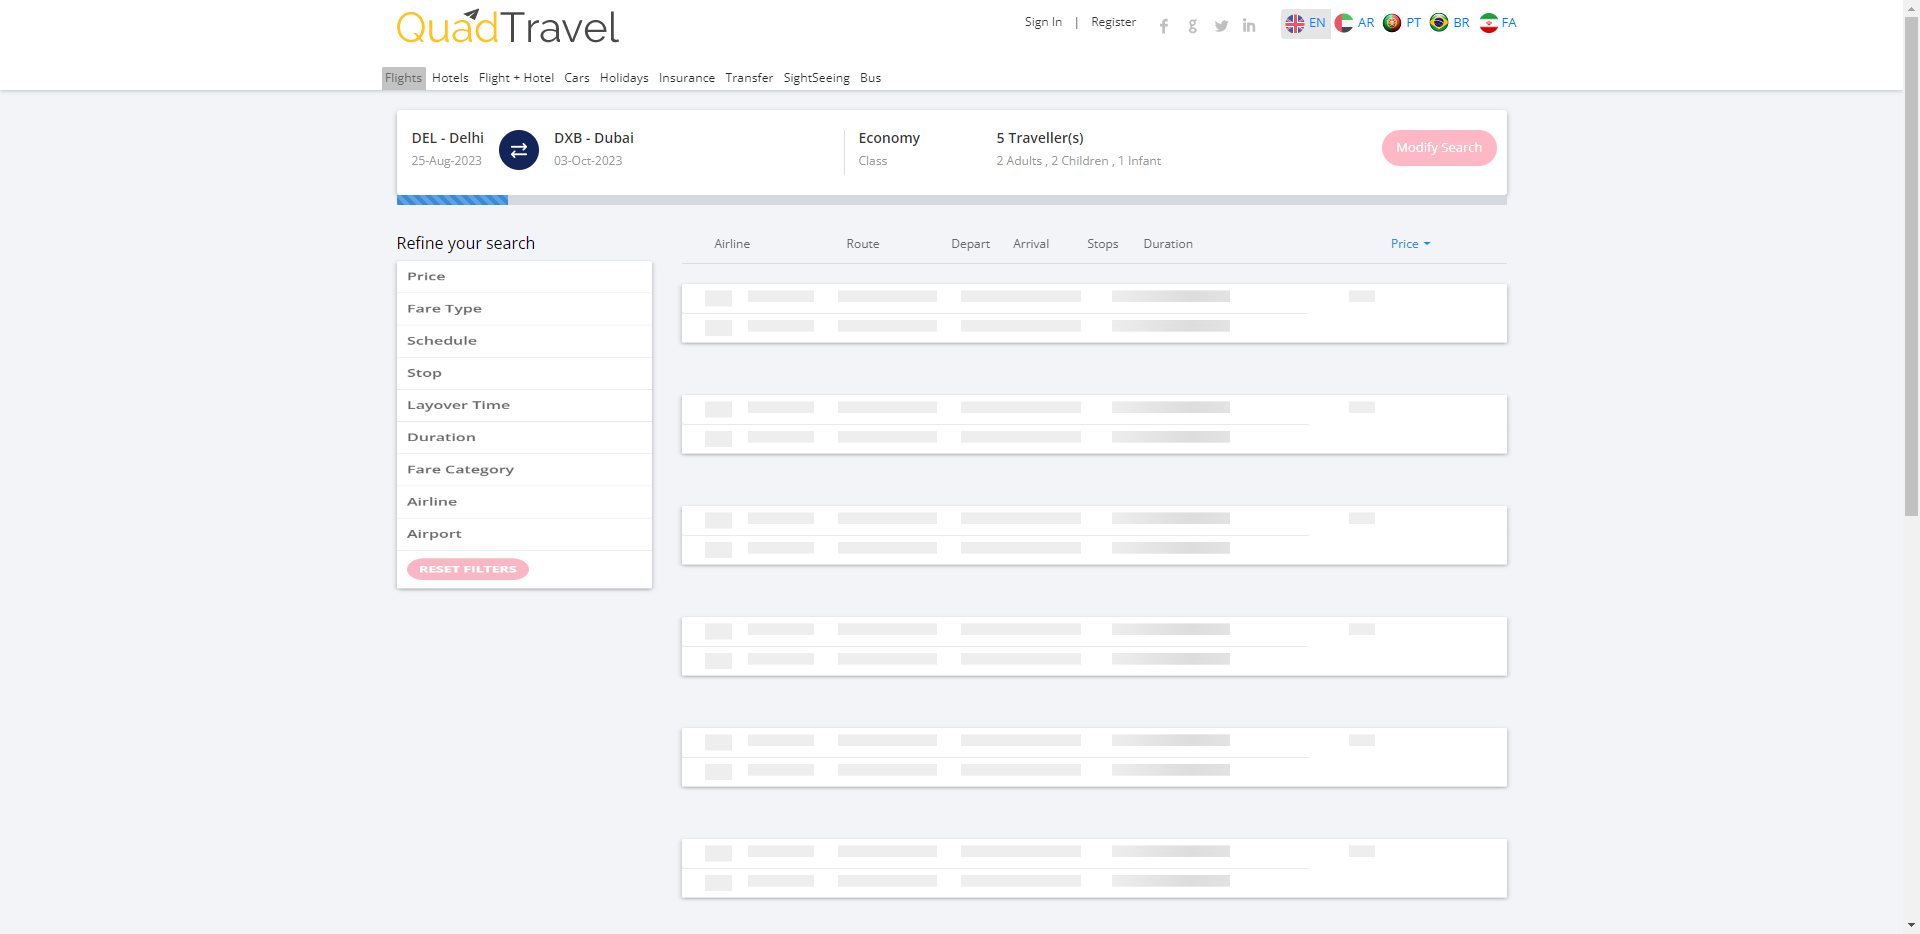 QuadTravel
Sign In | Register
EN AR PT BR FA
Flights Hotels Flight + Hotel Cars Holidays Insurance Transfer SightSeeing Bus
DEL - Delhi
25-Aug-2023
DXB - Dubai
03-Oct-2023
Economy
Class
5 Traveller(s)
2 Adults , 2 Children , 1 Infant
Modify Search
Refine your search
Price
Fare Type
Schedule
Stop
Layover Time
Duration
Fare Category
Airline
Airport
RESET FILTERS
Airline Route Depart Arrival Stops Duration Price